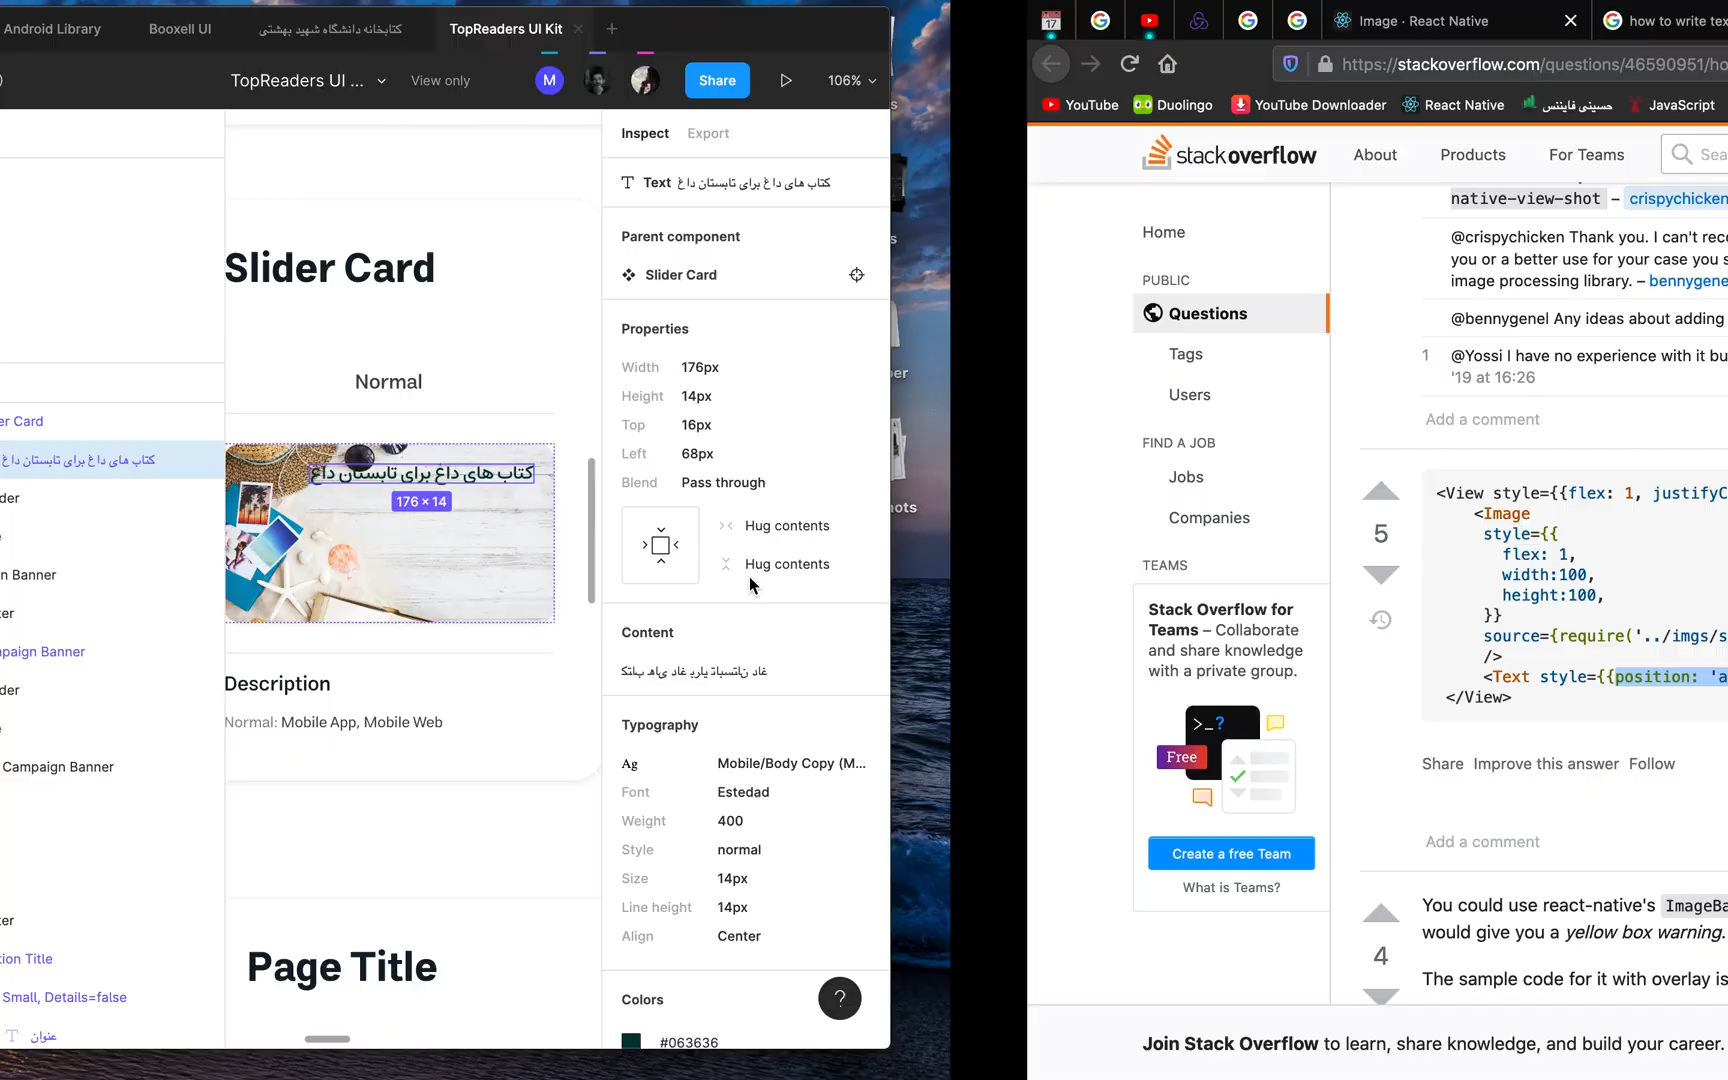 Android Library
Booxell UI
کتابخانه دانشگاه شهید بهشتی
TopReaders UI Kit
TopReaders UI ...
View only
M
Share
106%
Slider Card
Normal
کتاب های داغ برای تابستان داغ
176 × 14
Description
Normal: Mobile App, Mobile Web
Page Title
er Card
کتاب های داغ برای تابستان داغ
der
n Banner
ter
paign Banner
der
Campaign Banner
ter
ion Title
Small, Details=false
عنوان
Inspect
Export
Text کتاب های داغ برای تابستان داغ
Parent component
Slider Card
Properties
Width 176px
Height 14px
Top 16px
Left 68px
Blend Pass through
Hug contents
Hug contents
Content
غاد ناتسبات یارب غاد یاه باتک
Typography
Ag Mobile/Body Copy (M...
Font Estedad
Weight 400
Style normal
Size 14px
Line height 14px
Align Center
Colors
#063636
?
s
s
er
ots
17
Image · React Native
how to write tex
https://stackoverflow.com/questions/46590951/ho
YouTube
Duolingo
YouTube Downloader
React Native
حسینی فایننس
JavaScript
stackoverflow
About
Products
For Teams
Sea
Home
PUBLIC
Questions
Tags
Users
FIND A JOB
Jobs
Companies
TEAMS
Stack Overflow for
Teams – Collaborate
and share knowledge
with a private group.
>_?
Free
Create a free Team
What is Teams?
native-view-shot – crispychicken
@crispychicken Thank you. I can't reco
you or a better use for your case you s
image processing library. – bennygene
@bennygenel Any ideas about adding
1 @Yossi I have no experience with it bu
'19 at 16:26
Add a comment
5
<View style={{flex: 1, justifyC
<Image
style={{
flex: 1,
width:100,
height:100,
}}
source={require('../imgs/s
/>
<Text style={{position: 'a
</View>
Share Improve this answer Follow
Add a comment
4
You could use react-native's ImageBa
would give you a yellow box warning.
The sample code for it with overlay is
Join Stack Overflow to learn, share knowledge, and build your career.